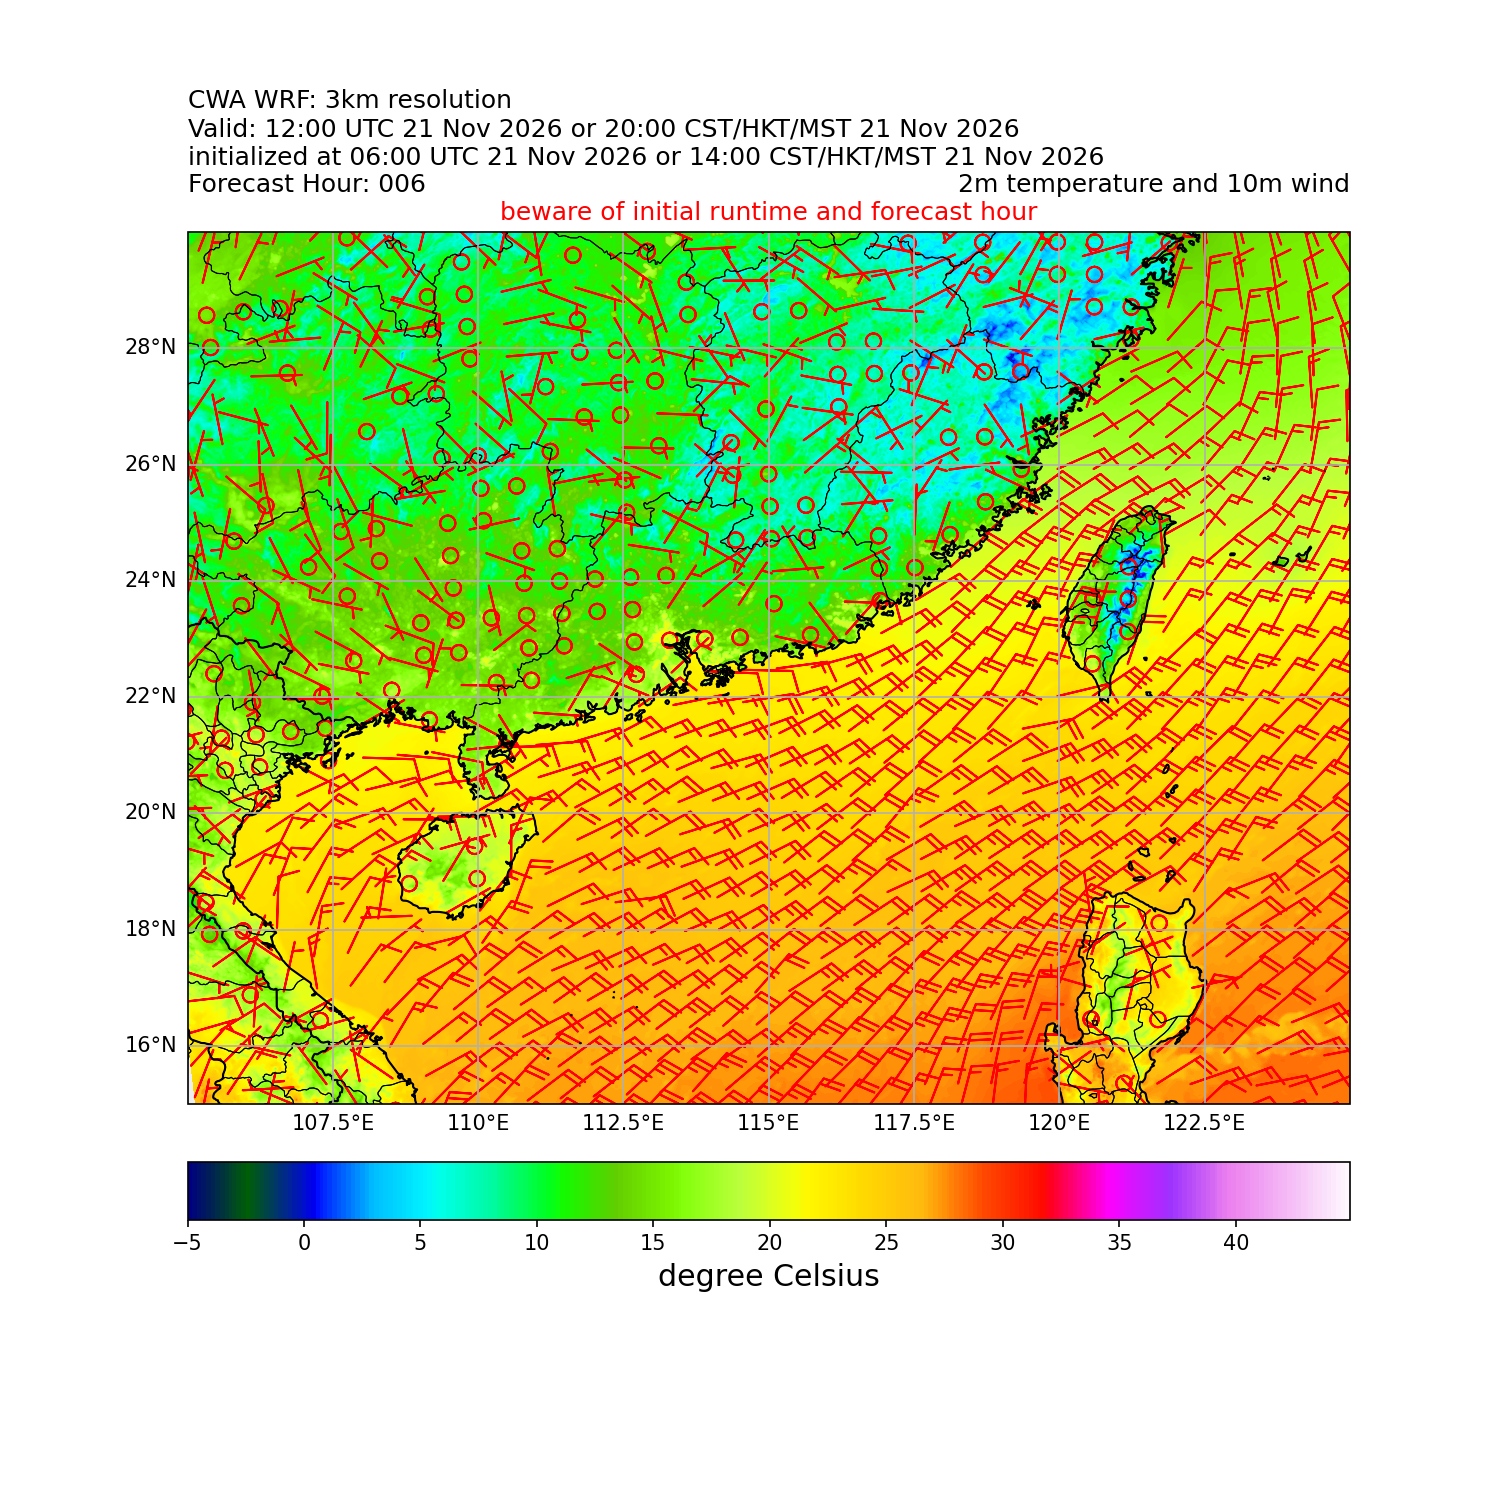 CWA WRF: 3km resolution
Valid: 12:00 UTC 21 Nov 2026 or 20:00 CST/HKT/MST 21 Nov 2026
initialized at 06:00 UTC 21 Nov 2026 or 14:00 CST/HKT/MST 21 Nov 2026
Forecast Hour: 006 2m temperature and 10m wind
beware of initial runtime and forecast hour
28°N
26°N
24°N
22°N
20°N
18°N
16°N
107.5°E 110°E 112.5°E 115°E 117.5°E 120°E 122.5°E
−5 0 5 10 15 20 25 30 35 40
degree Celsius